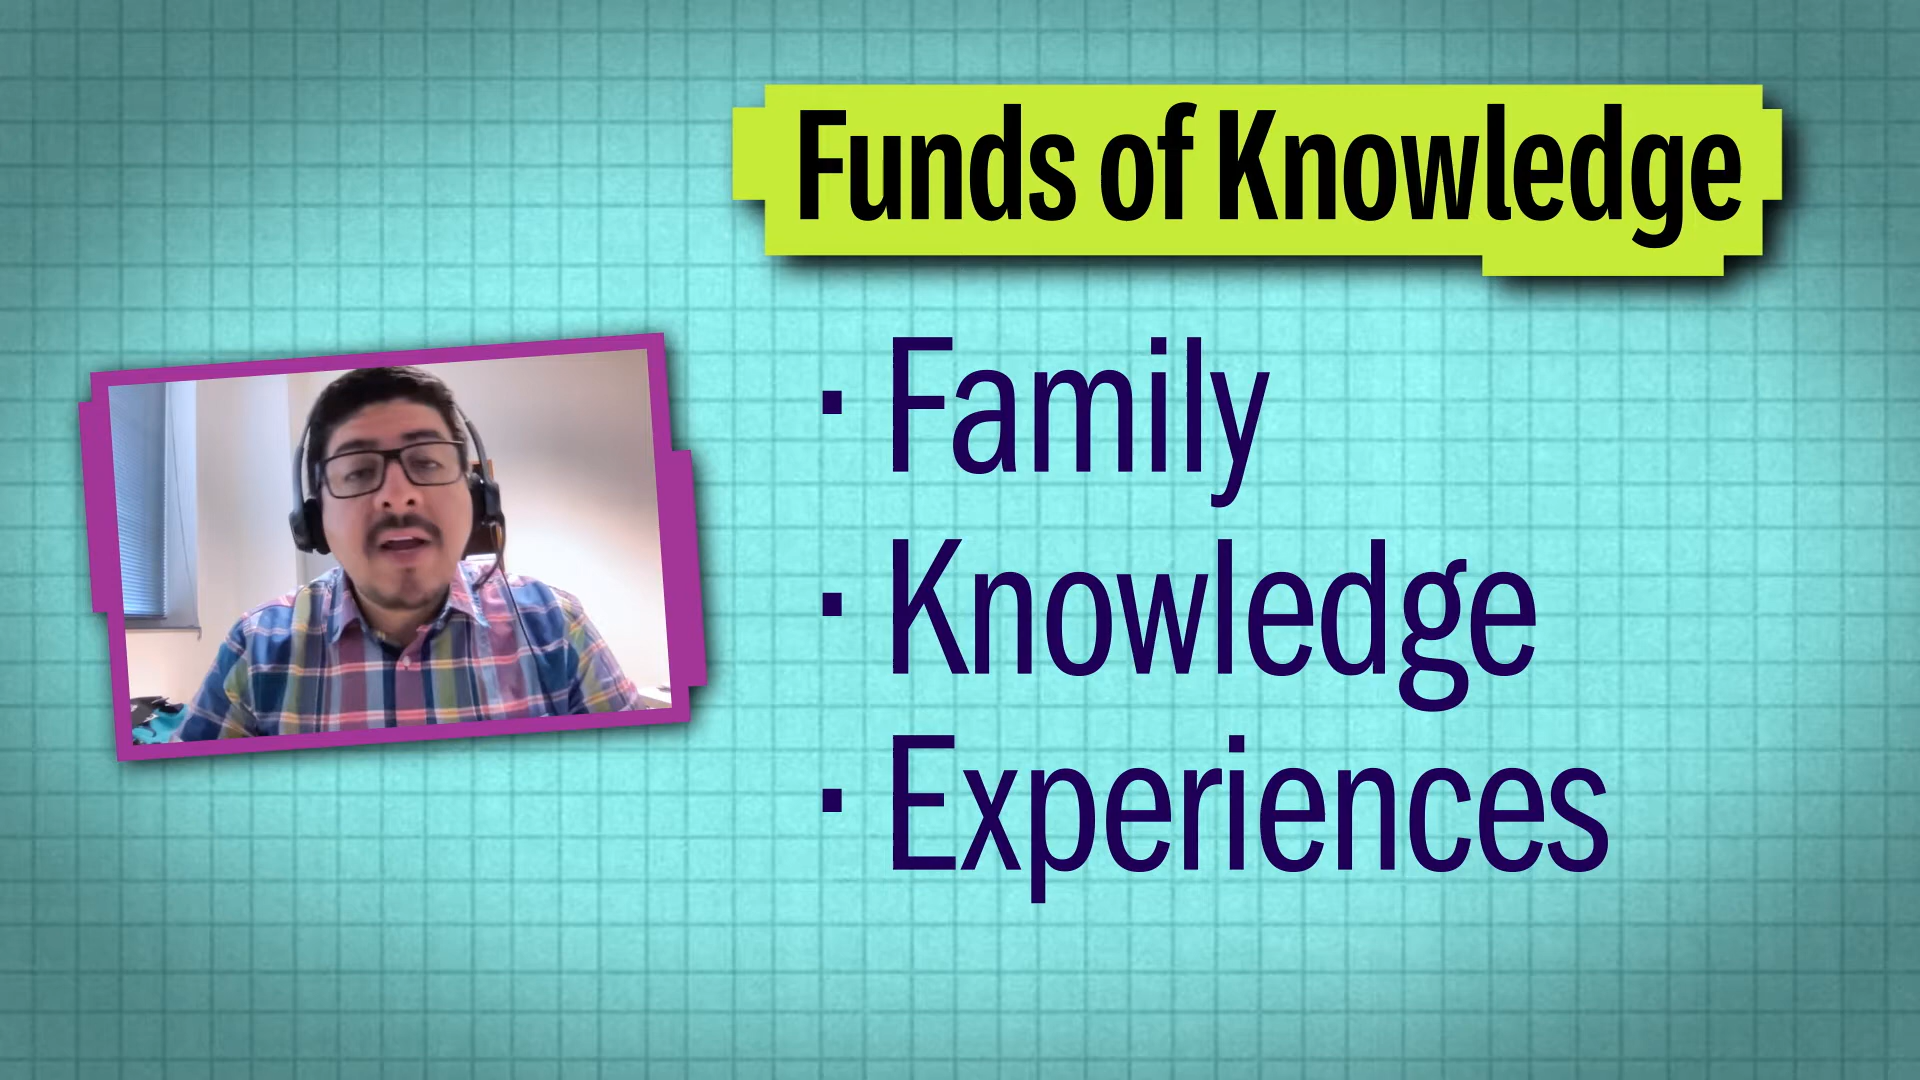 Funds of Knowledge
· Family
· Knowledge
· Experiences